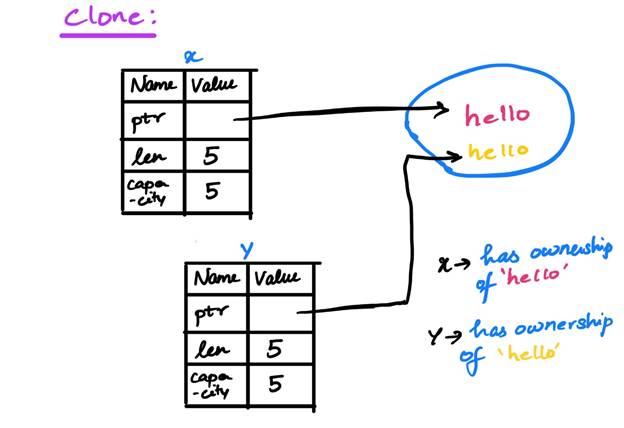 Clone:
x
Name Value
ptr
len 5
capa
-city 5
hello
hello
y
Name Value
ptr
len 5
capa
-city 5
x → has ownership
of 'hello'
y → has ownership
of 'hello'